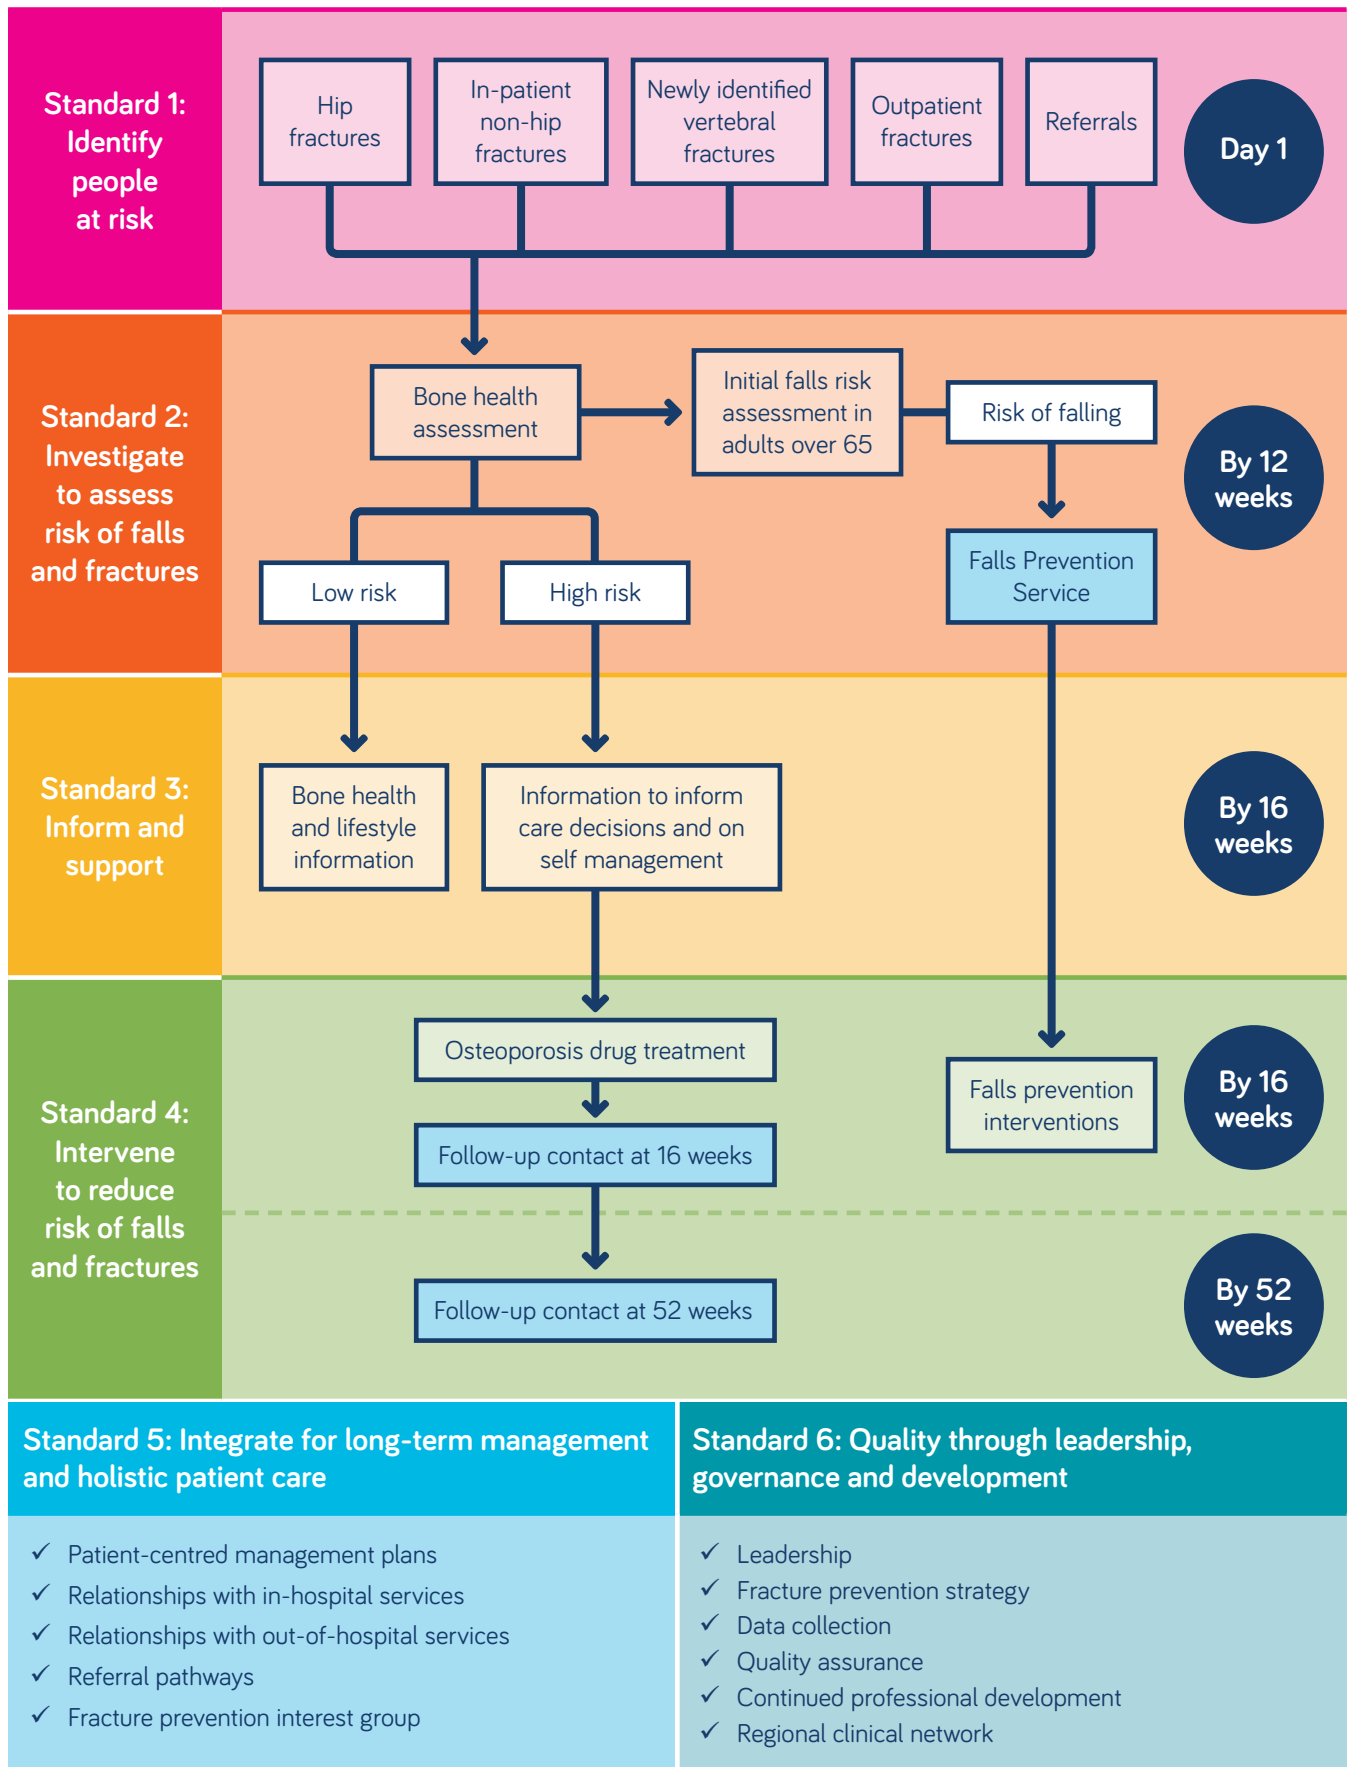 Standard 1:
Identify
people
at risk
Hip
fractures
In-patient
non-hip
fractures
Newly identified
vertebral
fractures
Outpatient
fractures
Referrals
Day 1
Standard 2:
Investigate
to assess
risk of falls
and fractures
Bone health
assessment
Initial falls risk
assessment in
adults over 65
Risk of falling
By 12
weeks
Falls Prevention
Service
Low risk
High risk
Standard 3:
Inform and
support
Bone health
and lifestyle
information
Information to inform
care decisions and on
self management
By 16
weeks
Standard 4:
Intervene
to reduce
risk of falls
and fractures
Osteoporosis drug treatment
Follow-up contact at 16 weeks
Falls prevention
interventions
By 16
weeks
Follow-up contact at 52 weeks
By 52
weeks
Standard 5: Integrate for long-term management
and holistic patient care
✓ Patient-centred management plans
✓ Relationships with in-hospital services
✓ Relationships with out-of-hospital services
✓ Referral pathways
✓ Fracture prevention interest group
Standard 6: Quality through leadership,
governance and development
✓ Leadership
✓ Fracture prevention strategy
✓ Data collection
✓ Quality assurance
✓ Continued professional development
✓ Regional clinical network